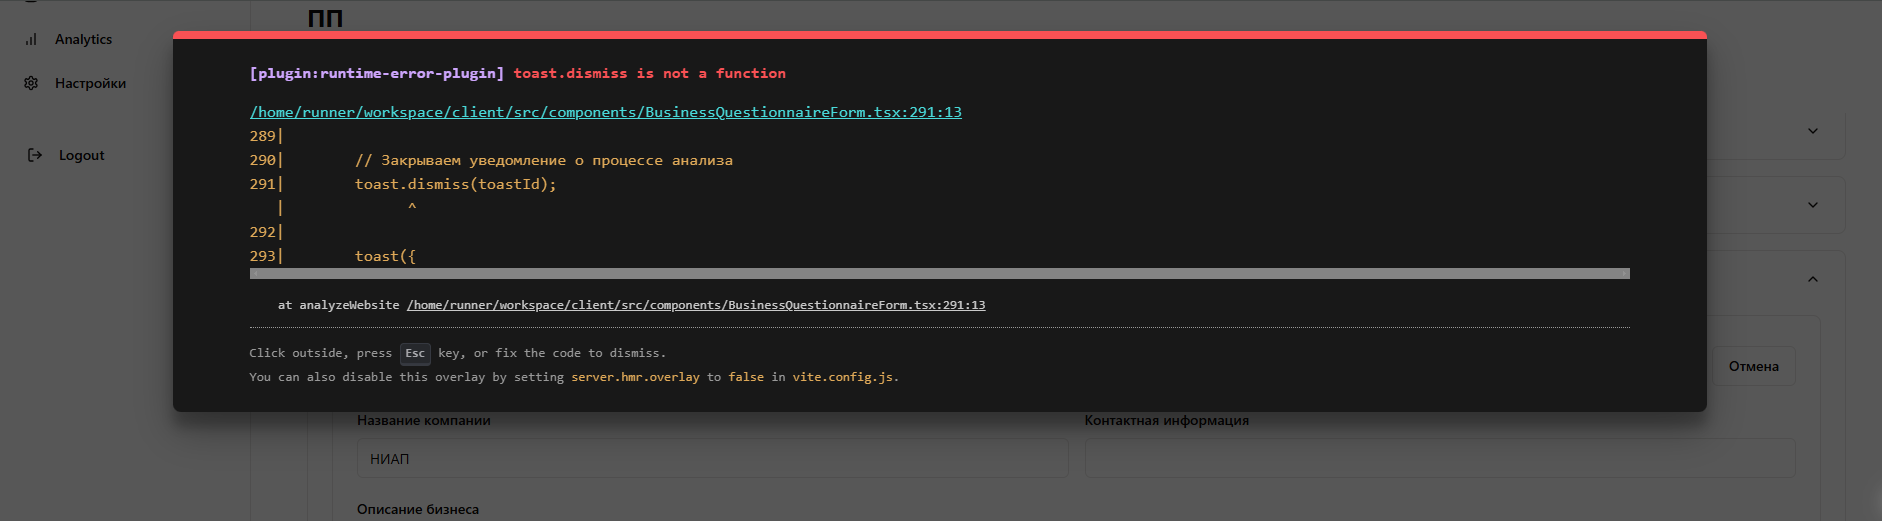 ПП
Analytics
Настройки
Logout
[plugin:runtime-error-plugin] toast.dismiss is not a function
/home/runner/workspace/client/src/components/BusinessQuestionnaireForm.tsx:291:13
289|
290|        // Закрываем уведомление о процессе анализа
291|        toast.dismiss(toastId);
   |              ^
292|
293|        toast({
at analyzeWebsite /home/runner/workspace/client/src/components/BusinessQuestionnaireForm.tsx:291:13
Click outside, press Esc key, or fix the code to dismiss.
You can also disable this overlay by setting server.hmr.overlay to false in vite.config.js.
Отмена
Название компании
Контактная информация
НИАП
Описание бизнеса